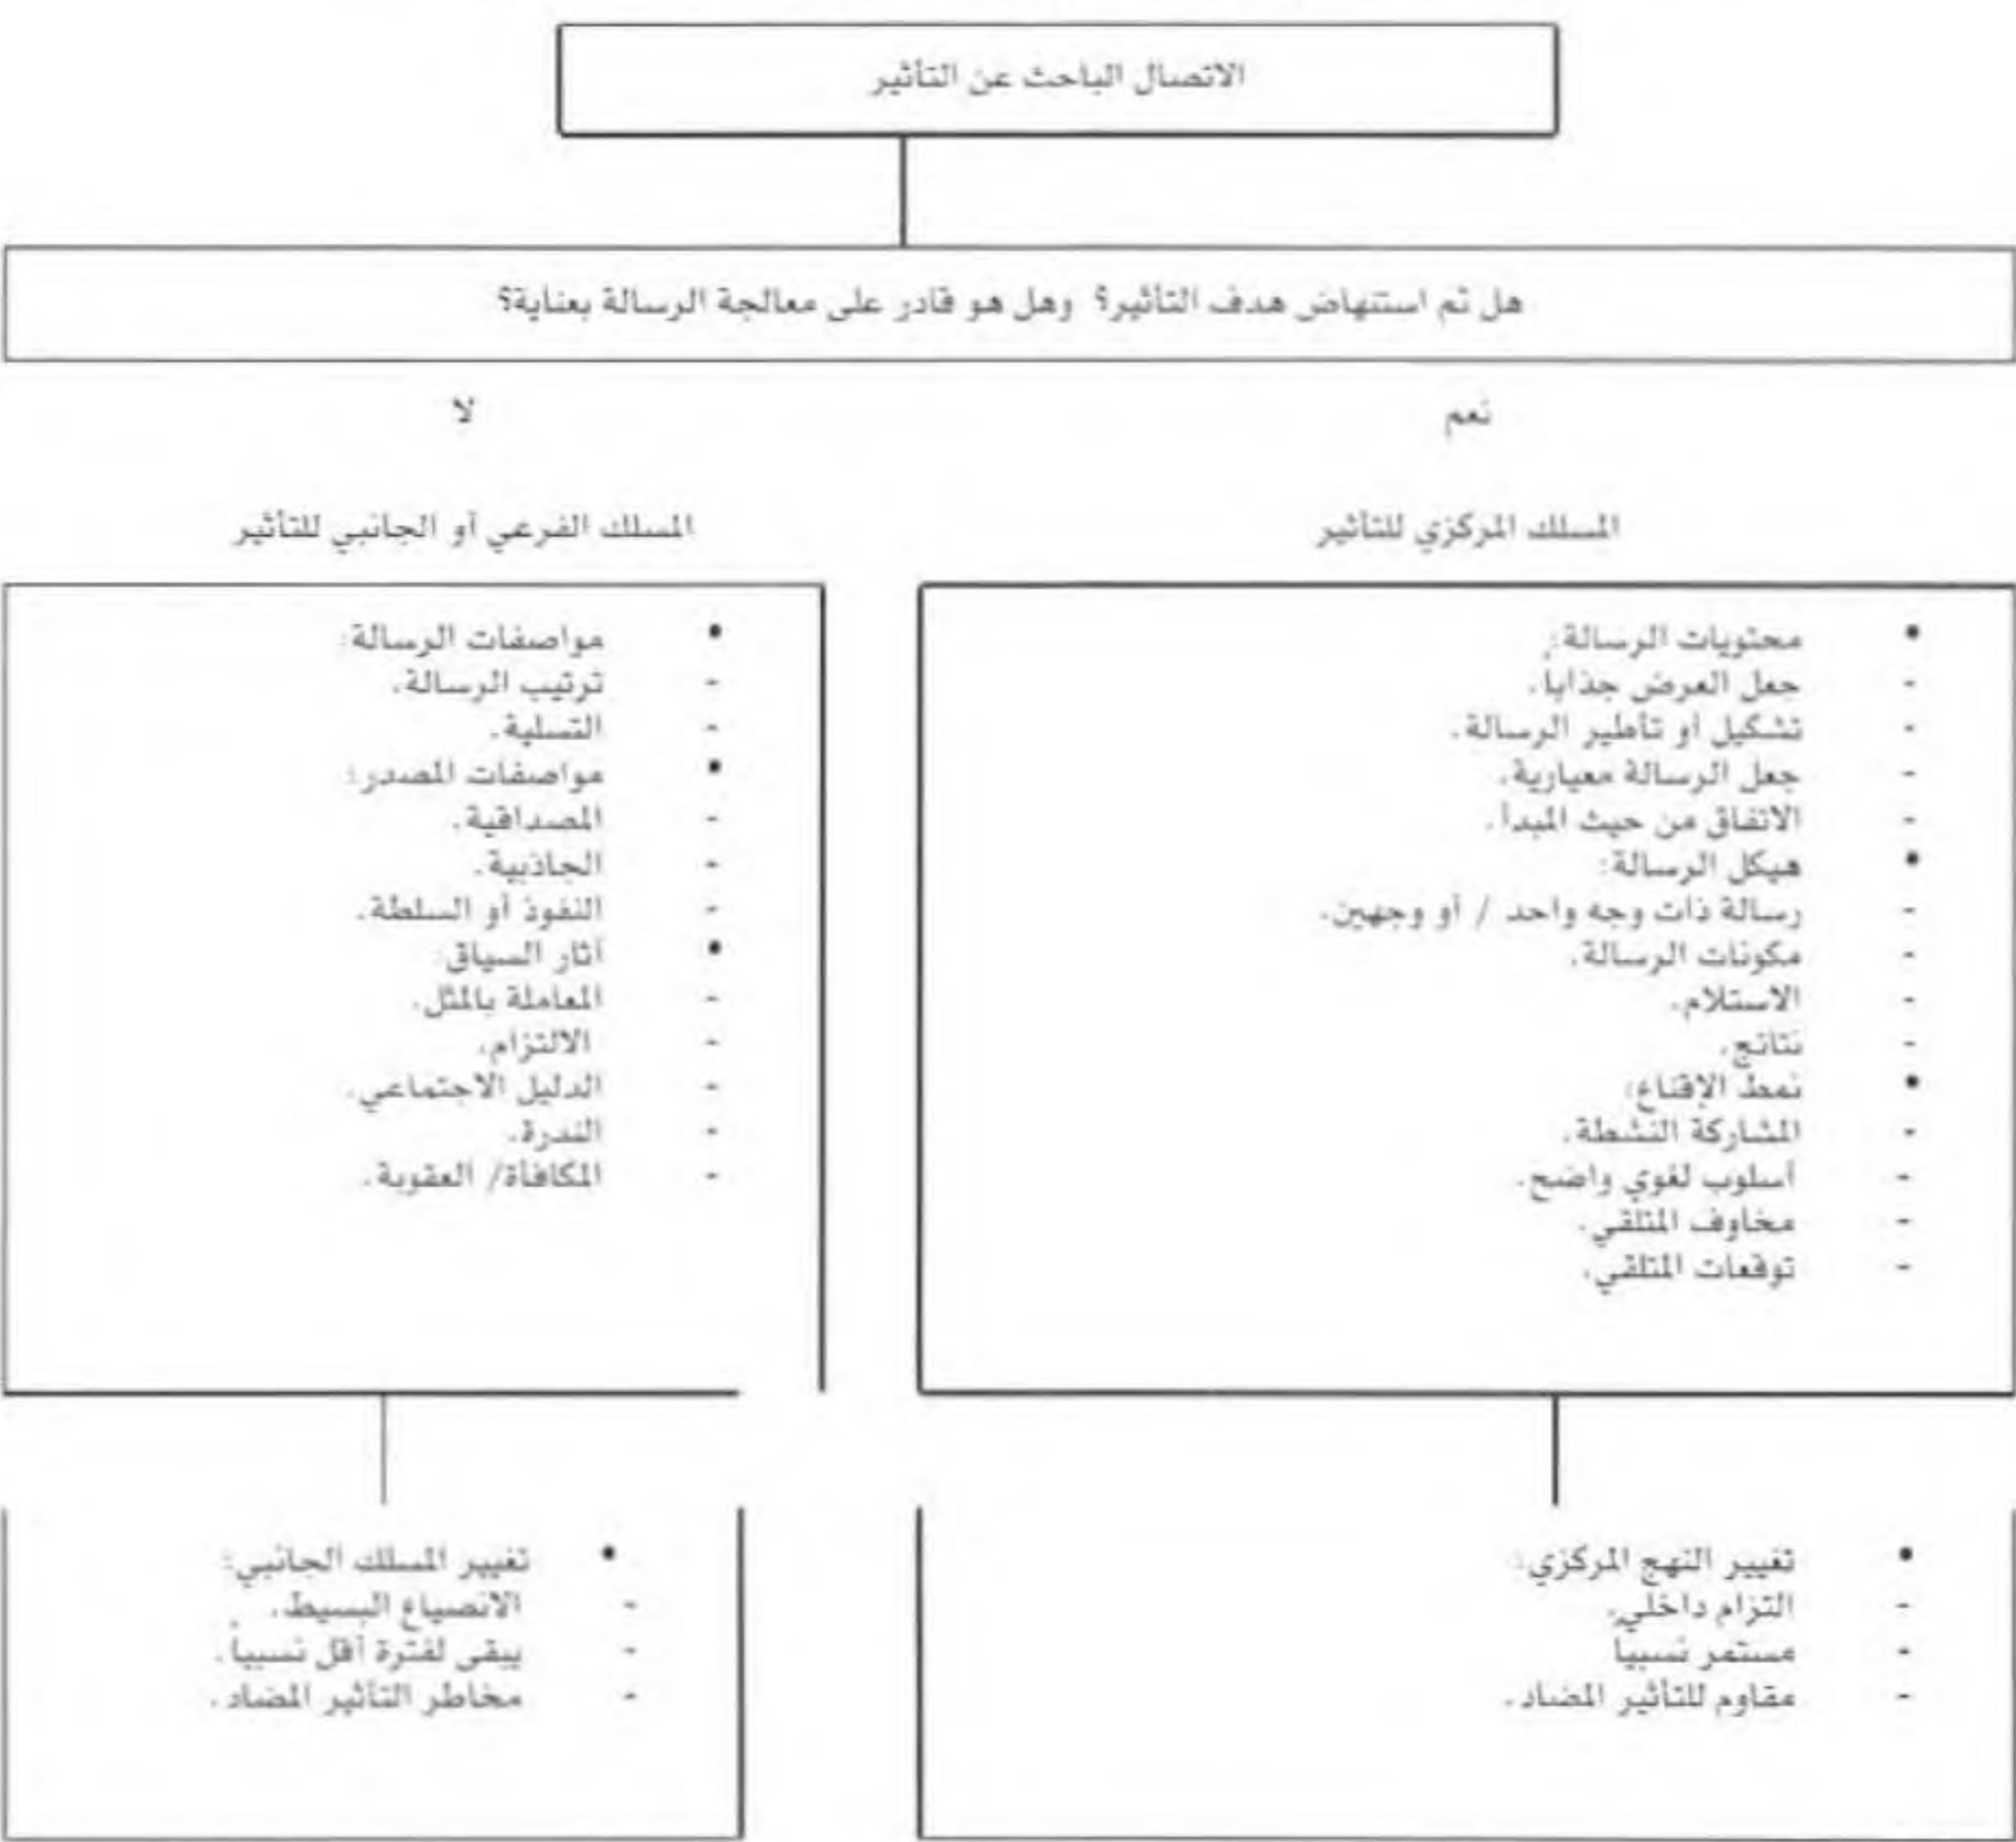 الاتصال الباحث عن التأثير
هل تم استنهاض هدف التأثير؟ وهل هو قادر على معالجة الرسالة بعناية؟
نعم
لا
المسلك المركزي للتأثير
المسلك الفرعي أو الجانبي للتأثير
• محتويات الرسالة:
- جعل العرض جذابا.
- تشكيل أو تأطير الرسالة.
- جعل الرسالة معيارية.
- الاتفاق من حيث المبدأ.
• هيكل الرسالة:
- رسالة ذات وجه واحد / أو وجهين.
- مكونات الرسالة.
- الاستلام.
- نتائج.
• نمط الإقناع:
- المشاركة النشطة.
- أسلوب لغوي واضح.
- مخاوف المتلقي.
- توقعات المتلقي.
• مواصفات الرسالة:
- ترتيب الرسالة.
- التسلية.
• مواصفات المصدر:
- المصداقية.
- الجاذبية.
- النفوذ أو السلطة.
• آثار السياق:
- المعاملة بالمثل.
- الالتزام.
- الدليل الاجتماعي.
- الندرة.
- المكافأة/ العقوبة.
• تغيير النهج المركزي:
- التزام داخلي.
- مستمر نسبياً
- مقاوم للتأثير المضاد.
• تغيير المسلك الجانبي:
- الانصياع البسيط.
- يبقى لفترة أقل نسبياً.
- مخاطر التأثير المضاد.